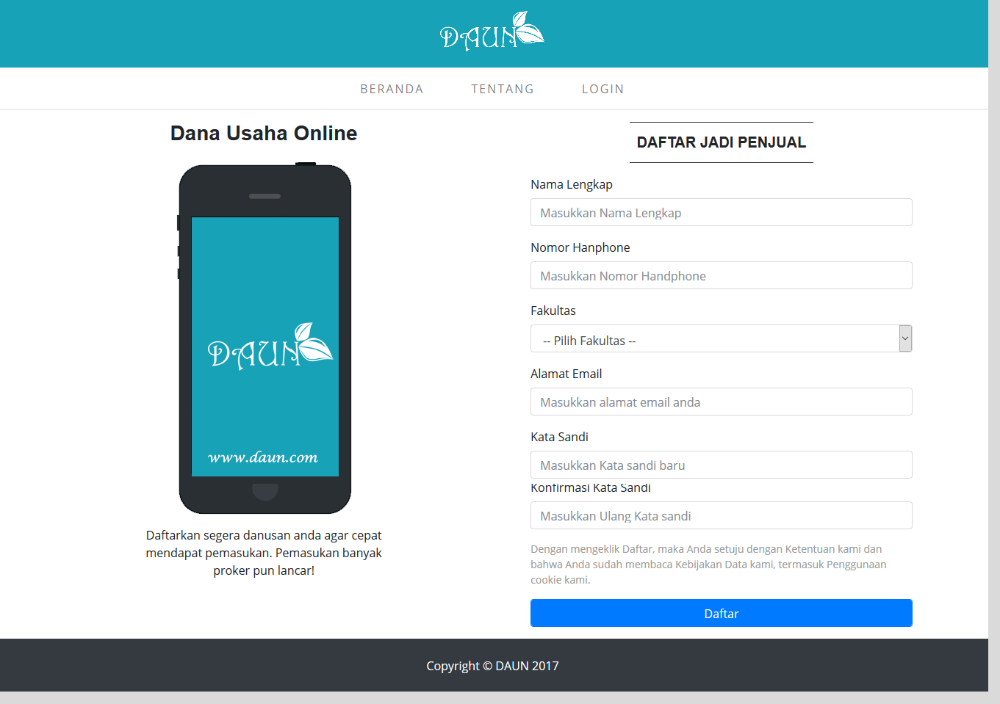 DAUN
BERANDA TENTANG LOGIN
Dana Usaha Online
DAUN
www.daun.com
Daftarkan segera danusan anda agar cepat
mendapat pemasukan. Pemasukan banyak
proker pun lancar!
DAFTAR JADI PENJUAL
Nama Lengkap
Masukkan Nama Lengkap
Nomor Hanphone
Masukkan Nomor Handphone
Fakultas
-- Pilih Fakultas --
Alamat Email
Masukkan alamat email anda
Kata Sandi
Masukkan Kata sandi baru
Konfirmasi Kata Sandi
Masukkan Ulang Kata sandi
Dengan mengeklik Daftar, maka Anda setuju dengan Ketentuan kami dan
bahwa Anda sudah membaca Kebijakan Data kami, termasuk Penggunaan
cookie kami.
Daftar
Copyright © DAUN 2017